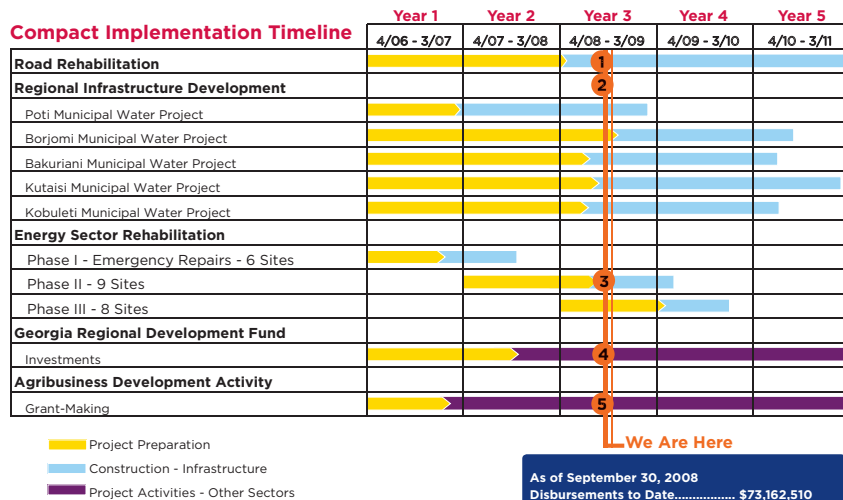 Year 1 Year 2 Year 3 Year 4 Year 5
Compact Implementation Timeline
4/06 - 3/07 4/07 - 3/08 4/08 - 3/09 4/09 - 3/10 4/10 - 3/11
Road Rehabilitation 1
Regional Infrastructure Development 2
Poti Municipal Water Project
Borjomi Municipal Water Project
Bakuriani Municipal Water Project
Kutaisi Municipal Water Project
Kobuleti Municipal Water Project
Energy Sector Rehabilitation
Phase I - Emergency Repairs - 6 Sites
Phase II - 9 Sites 3
Phase III - 8 Sites
Georgia Regional Development Fund
Investments 4
Agribusiness Development Activity
Grant-Making 5
We Are Here
Project Preparation
Construction - Infrastructure
Project Activities - Other Sectors
As of September 30, 2008
Disbursements to Date................. $73,162,510